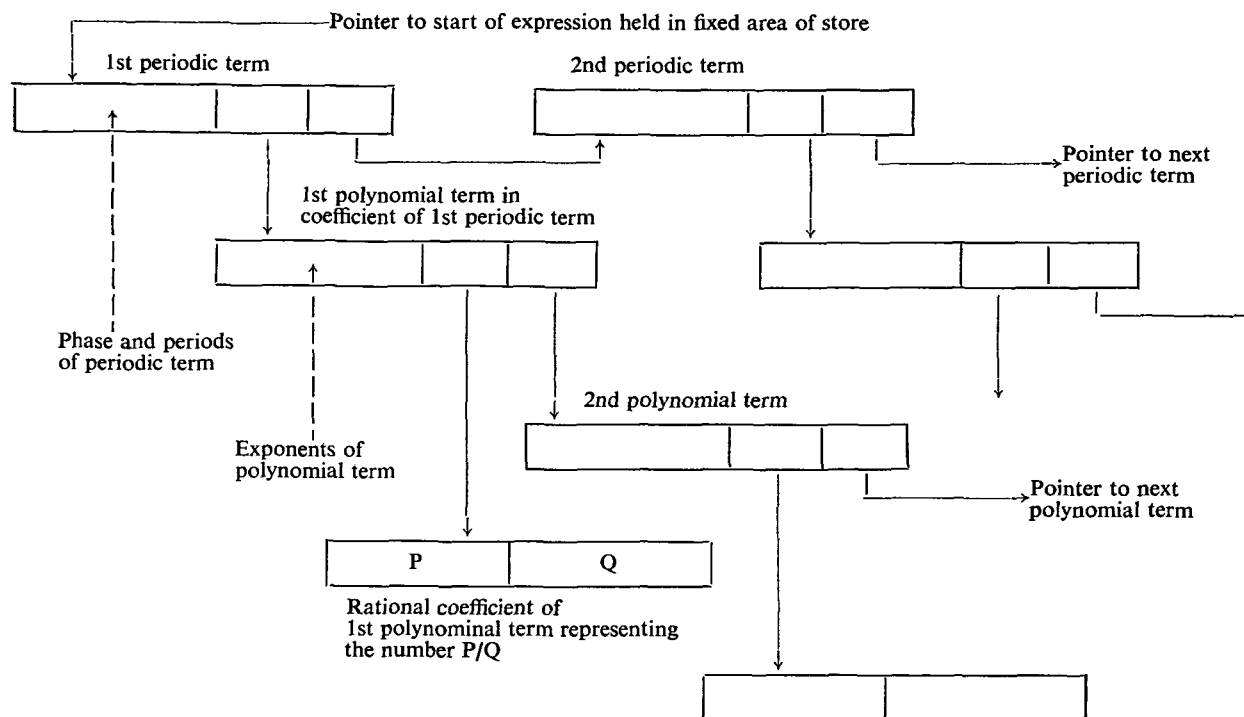 Pointer to start of expression held in fixed area of store
1st periodic term
2nd periodic term
Pointer to next
periodic term
1st polynomial term in
coefficient of 1st periodic term
Phase and periods
of periodic term
2nd polynomial term
Exponents of
polynomial term
Pointer to next
polynomial term
P
Q
Rational coefficient of
1st polynominal term representing
the number P/Q